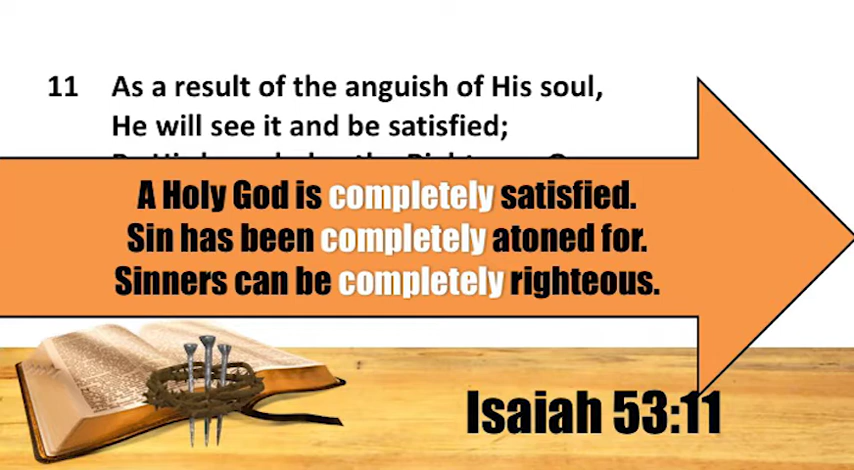 11 As a result of the anguish of His soul,
He will see it and be satisfied;
A Holy God is completely satisfied.
Sin has been completely atoned for.
Sinners can be completely righteous.
Isaiah 53:11